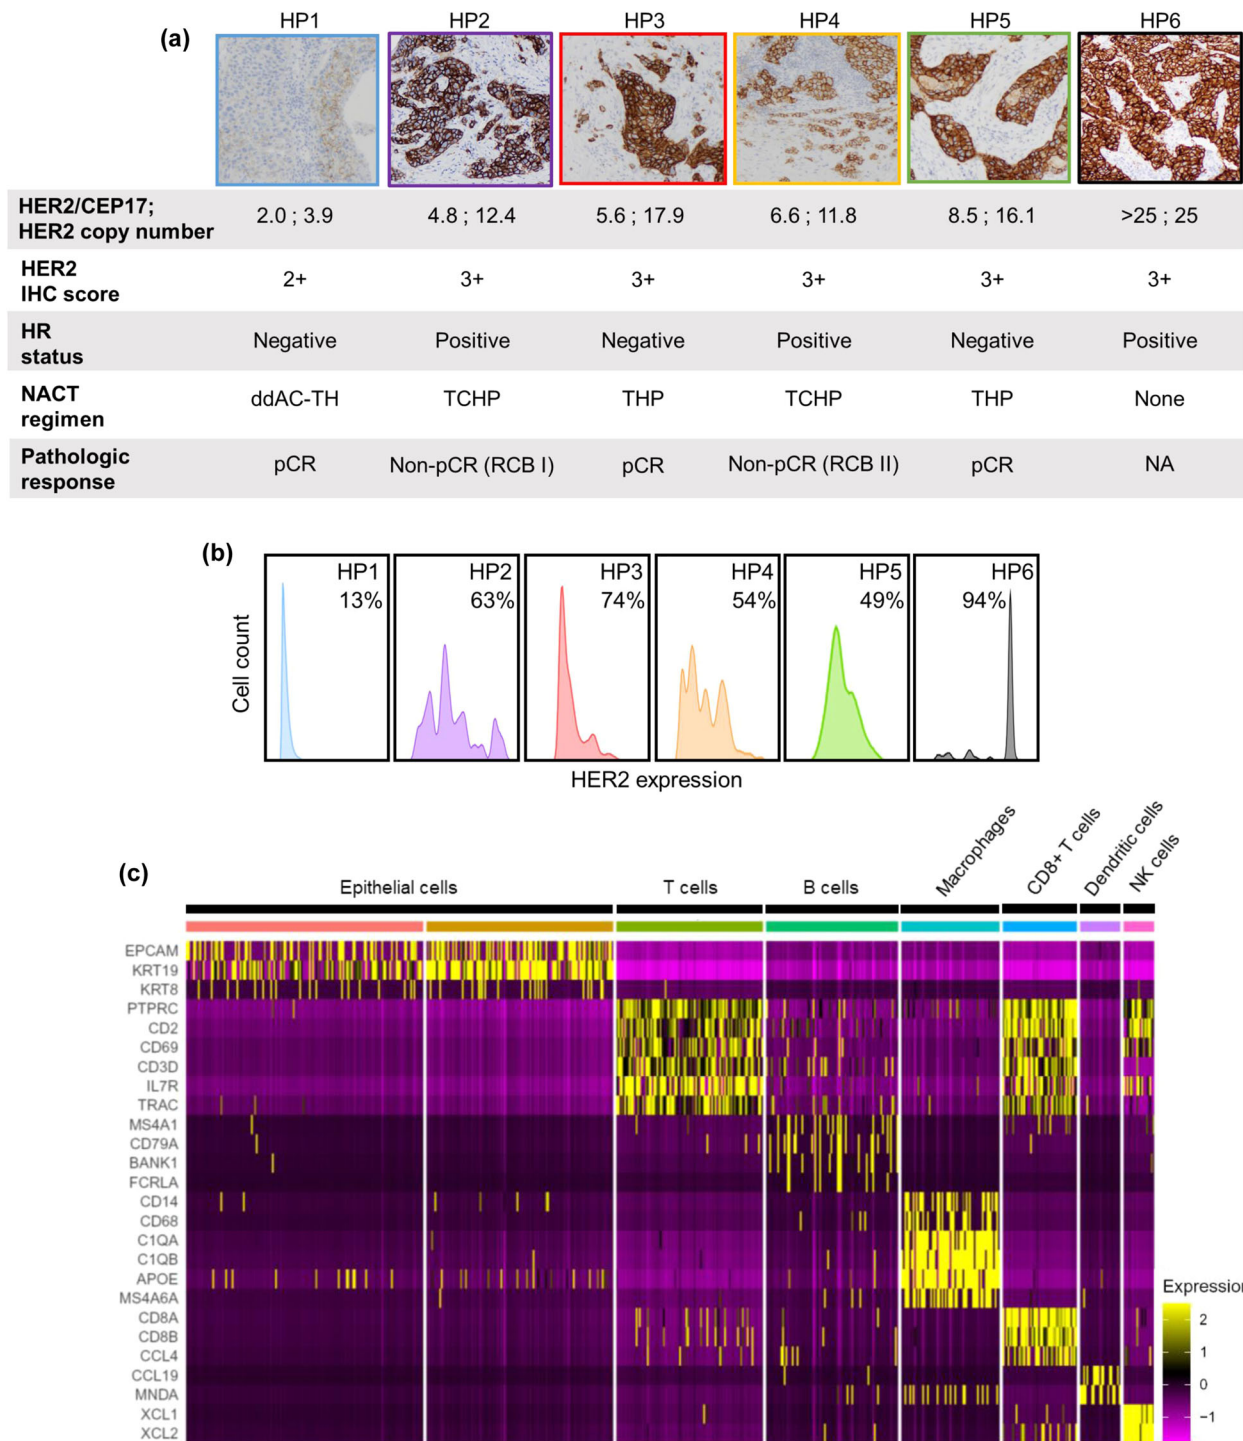 (a)
HP1 HP2 HP3 HP4 HP5 HP6
HER2/CEP17;
HER2 copy number
2.0 ; 3.9 4.8 ; 12.4 5.6 ; 17.9 6.6 ; 11.8 8.5 ; 16.1 >25 ; 25
HER2
IHC score
2+ 3+ 3+ 3+ 3+ 3+
HR
status
Negative Positive Negative Positive Negative Positive
NACT
regimen
ddAC-TH TCHP THP TCHP THP None
Pathologic
response
pCR Non-pCR (RCB I) pCR Non-pCR (RCB II) pCR NA
(b)
HP1 HP2 HP3 HP4 HP5 HP6
13% 63% 74% 54% 49% 94%
Cell count
HER2 expression
(c)
Epithelial cells T cells B cells Macrophages CD8+ T cells Dendritic cells NK cells
EPCAM
KRT19
KRT8
PTPRC
CD2
CD69
CD3D
IL7R
TRAC
MS4A1
CD79A
BANK1
FCRLA
CD14
CD68
C1QA
C1QB
APOE
MS4A6A
CD8A
CD8B
CCL4
CCL19
MNDA
XCL1
XCL2
Expression
2
1
0
−1